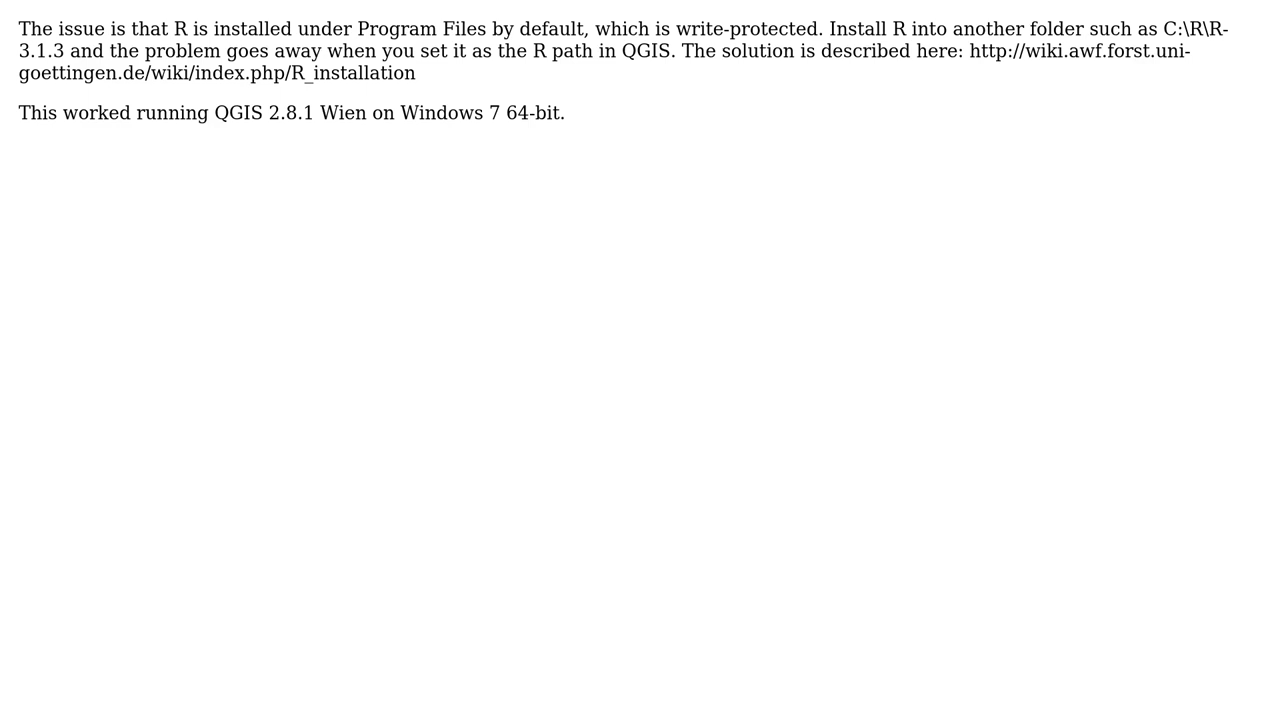 The issue is that R is installed under Program Files by default, which is write-protected. Install R into another folder such as C:\R\R-
3.1.3 and the problem goes away when you set it as the R path in QGIS. The solution is described here: http://wiki.awf.forst.uni-
goettingen.de/wiki/index.php/R_installation
This worked running QGIS 2.8.1 Wien on Windows 7 64-bit.